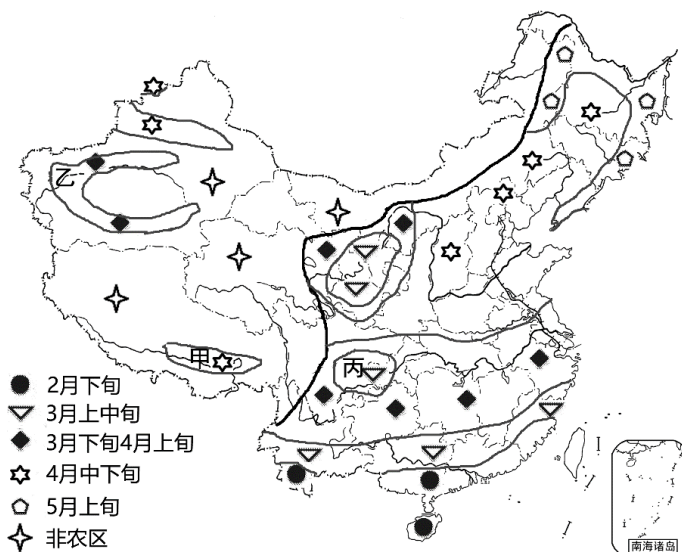 乙
甲
丙
2月下旬
3月上中旬
3月下旬4月上旬
4月中下旬
5月上旬
非农区
南海诸岛